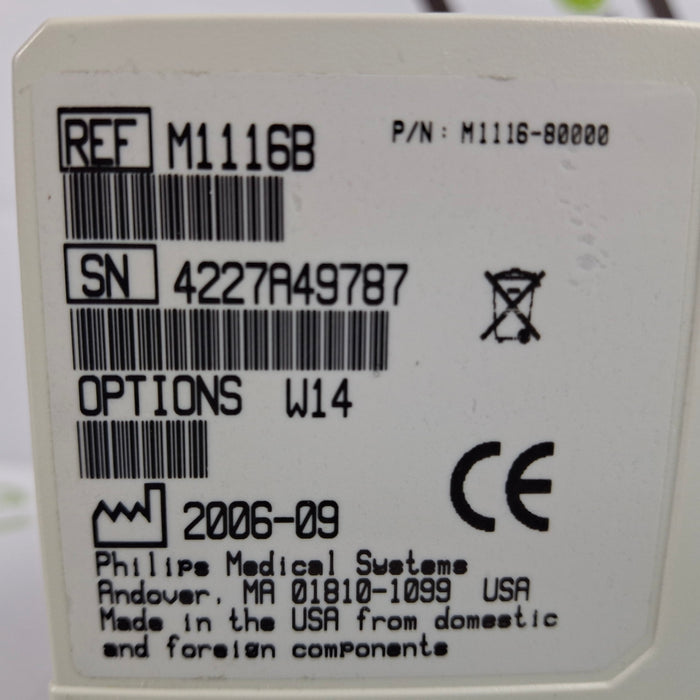 REF M1116B P/N: M1116-80000
SN 4227A49787
OPTIONS W14
CE
2006-09
Philips Medical Systems
Andover, MA 01810-1099 USA
Made in the USA from domestic
and foreign components